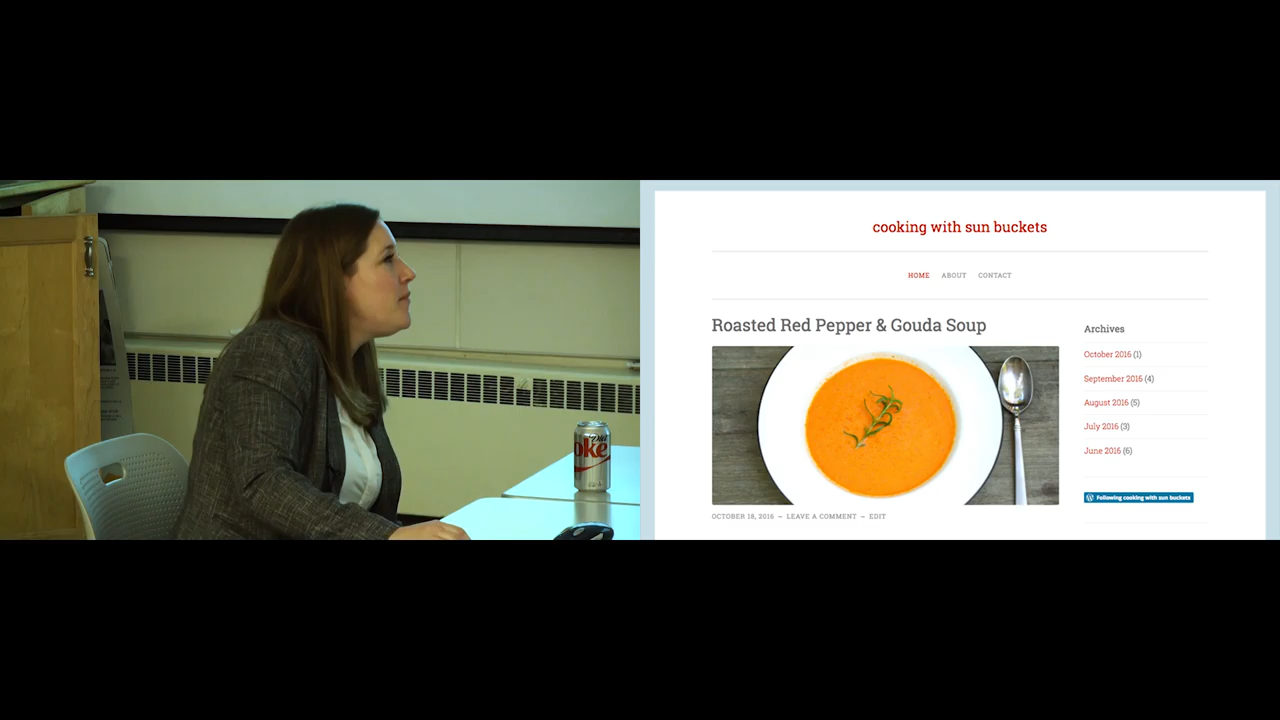 Diet
oke
cooking with sun buckets
HOME ABOUT CONTACT
Roasted Red Pepper & Gouda Soup
OCTOBER 18, 2016 ~ LEAVE A COMMENT ~ EDIT
Archives
October 2016 (1)
September 2016 (4)
August 2016 (5)
July 2016 (3)
June 2016 (6)
Following cooking with sun buckets